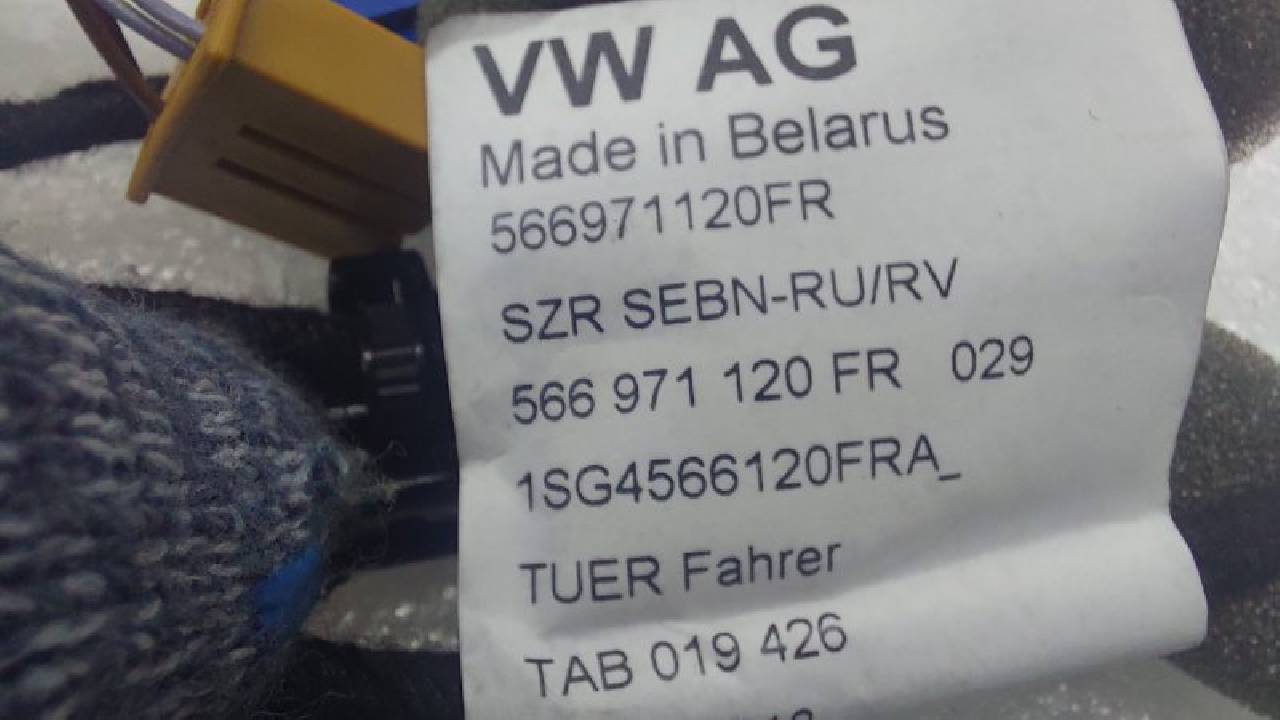 VW AG
Made in Belarus
566971120FR
SZR SEBN-RU/RV
566 971 120 FR 029
1SG4566120FRA_
TUER Fahrer
TAB 019 426